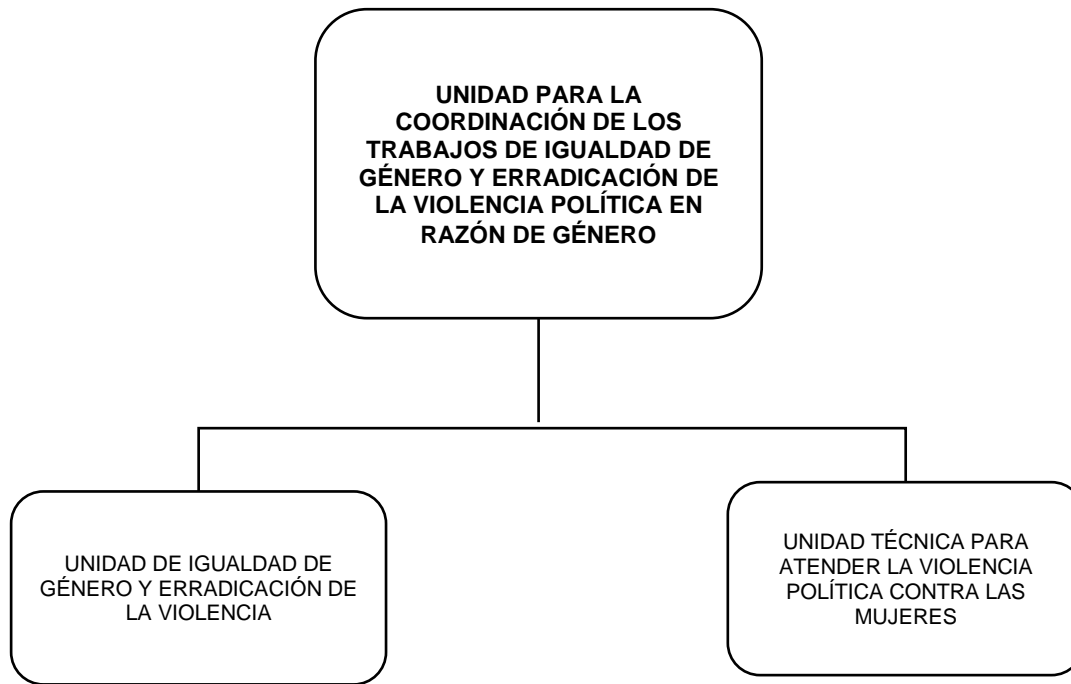 UNIDAD PARA LA
COORDINACIÓN DE LOS
TRABAJOS DE IGUALDAD DE
GÉNERO Y ERRADICACIÓN DE
LA VIOLENCIA POLÍTICA EN
RAZÓN DE GÉNERO
UNIDAD DE IGUALDAD DE
GÉNERO Y ERRADICACIÓN DE
LA VIOLENCIA
UNIDAD TÉCNICA PARA
ATENDER LA VIOLENCIA
POLÍTICA CONTRA LAS
MUJERES